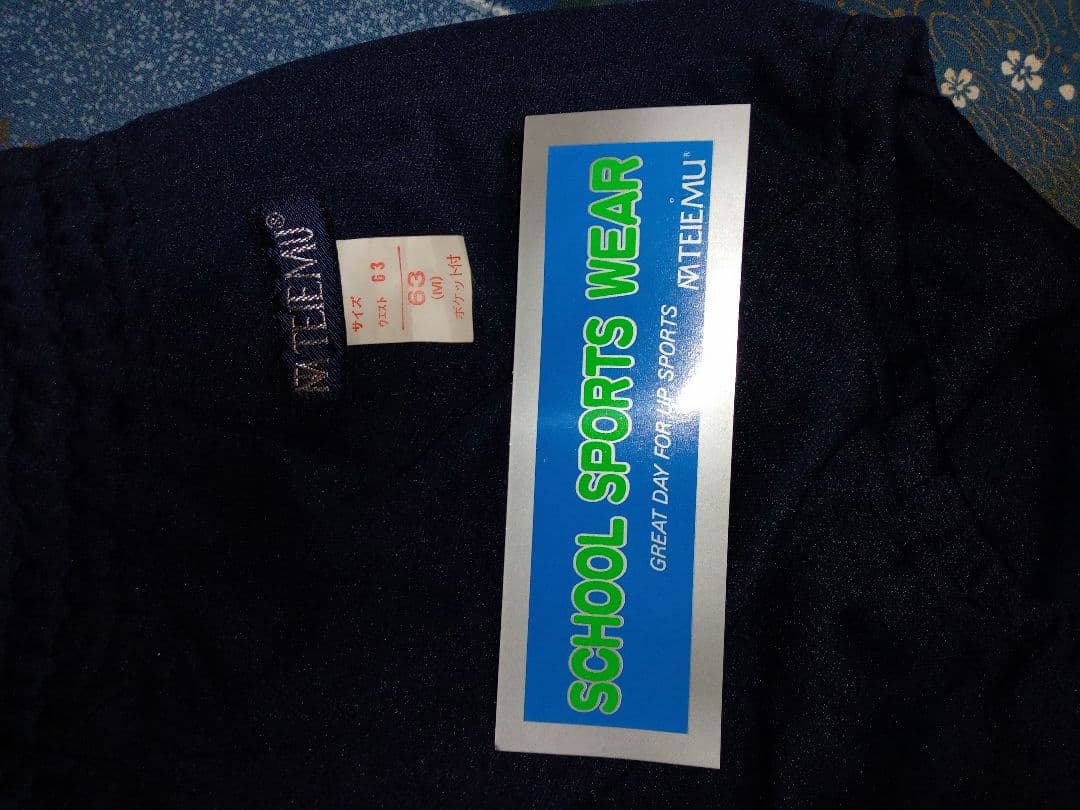 TEIEMU®
サイズ
ウエスト 63
63
(M)
ポケット付
SCHOOL SPORTS WEAR
GREAT DAY FOR UP SPORTS
TEIEMU®